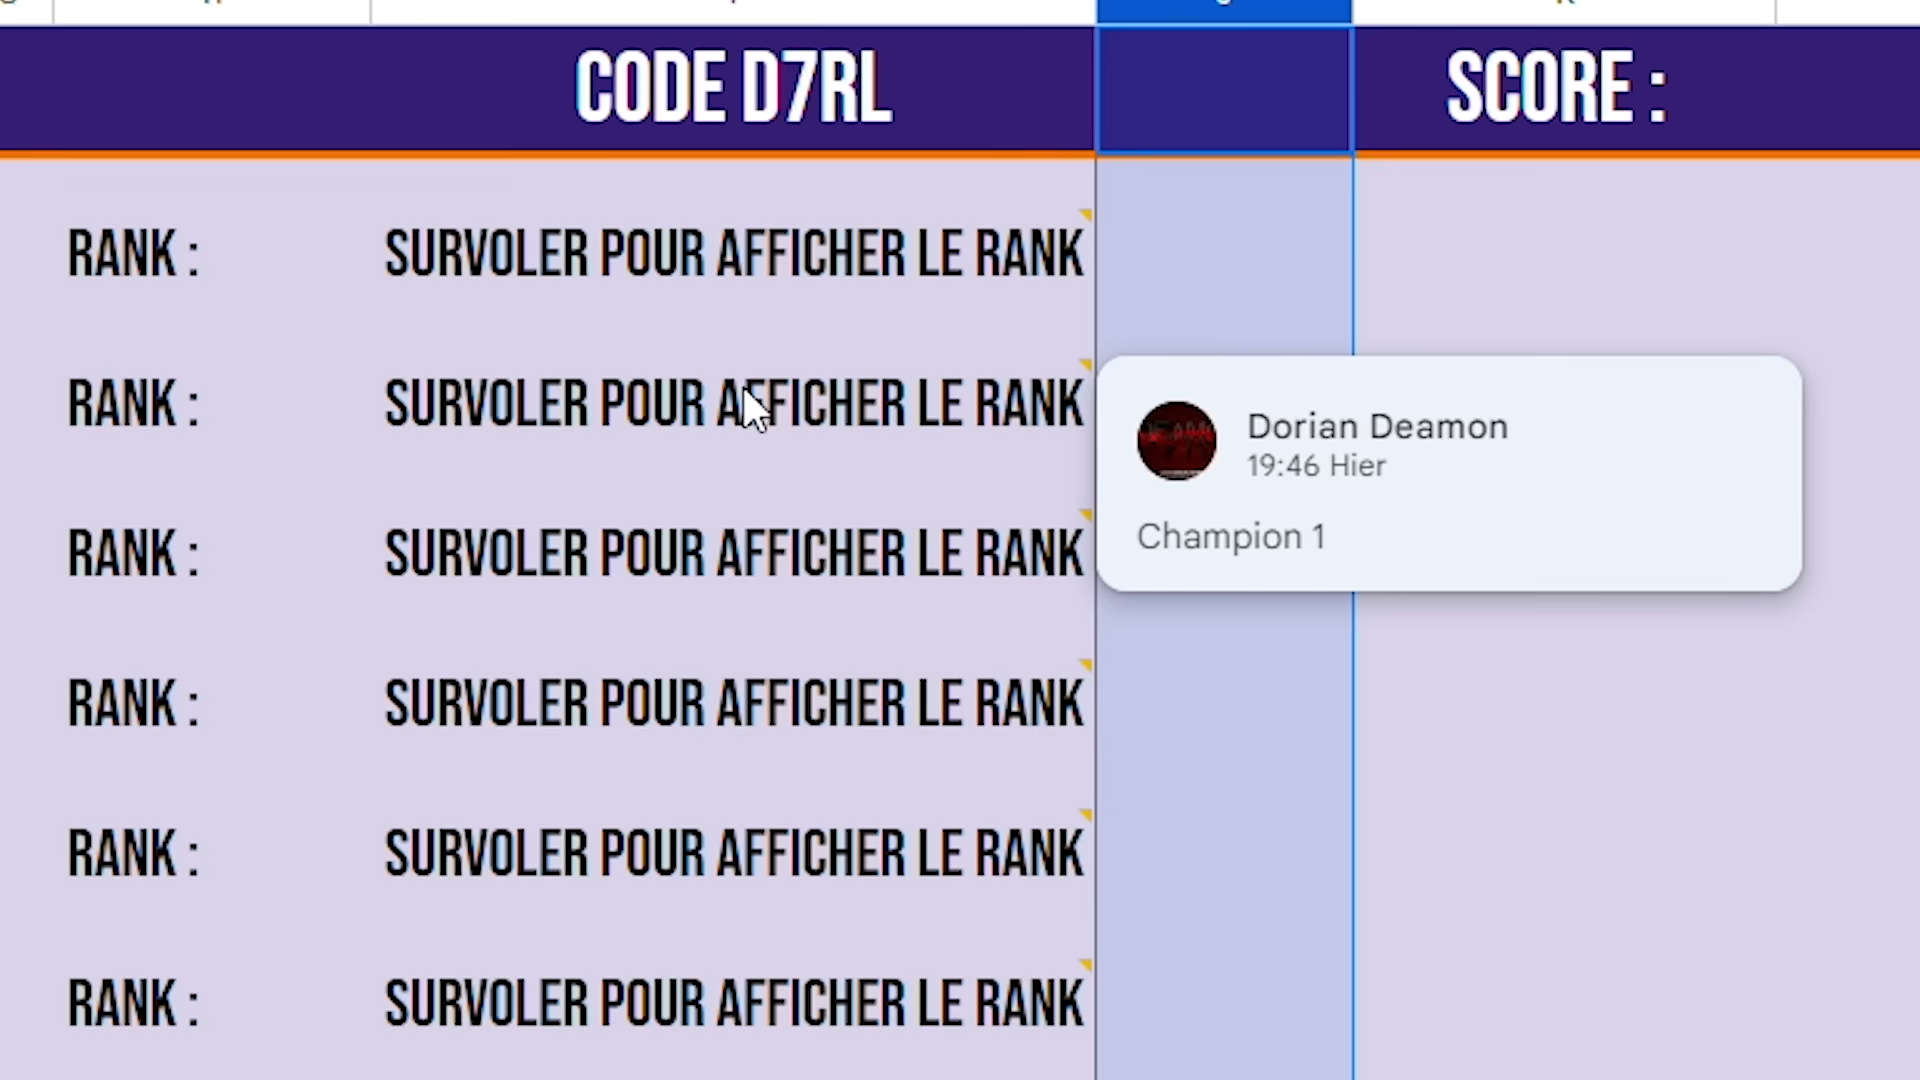 CODE D7RL
SCORE :
RANK :
SURVOLER POUR AFFICHER LE RANK
RANK :
SURVOLER POUR AFFICHER LE RANK
Dorian Deamon
19:46 Hier
Champion 1
RANK :
SURVOLER POUR AFFICHER LE RANK
RANK :
SURVOLER POUR AFFICHER LE RANK
RANK :
SURVOLER POUR AFFICHER LE RANK
RANK :
SURVOLER POUR AFFICHER LE RANK